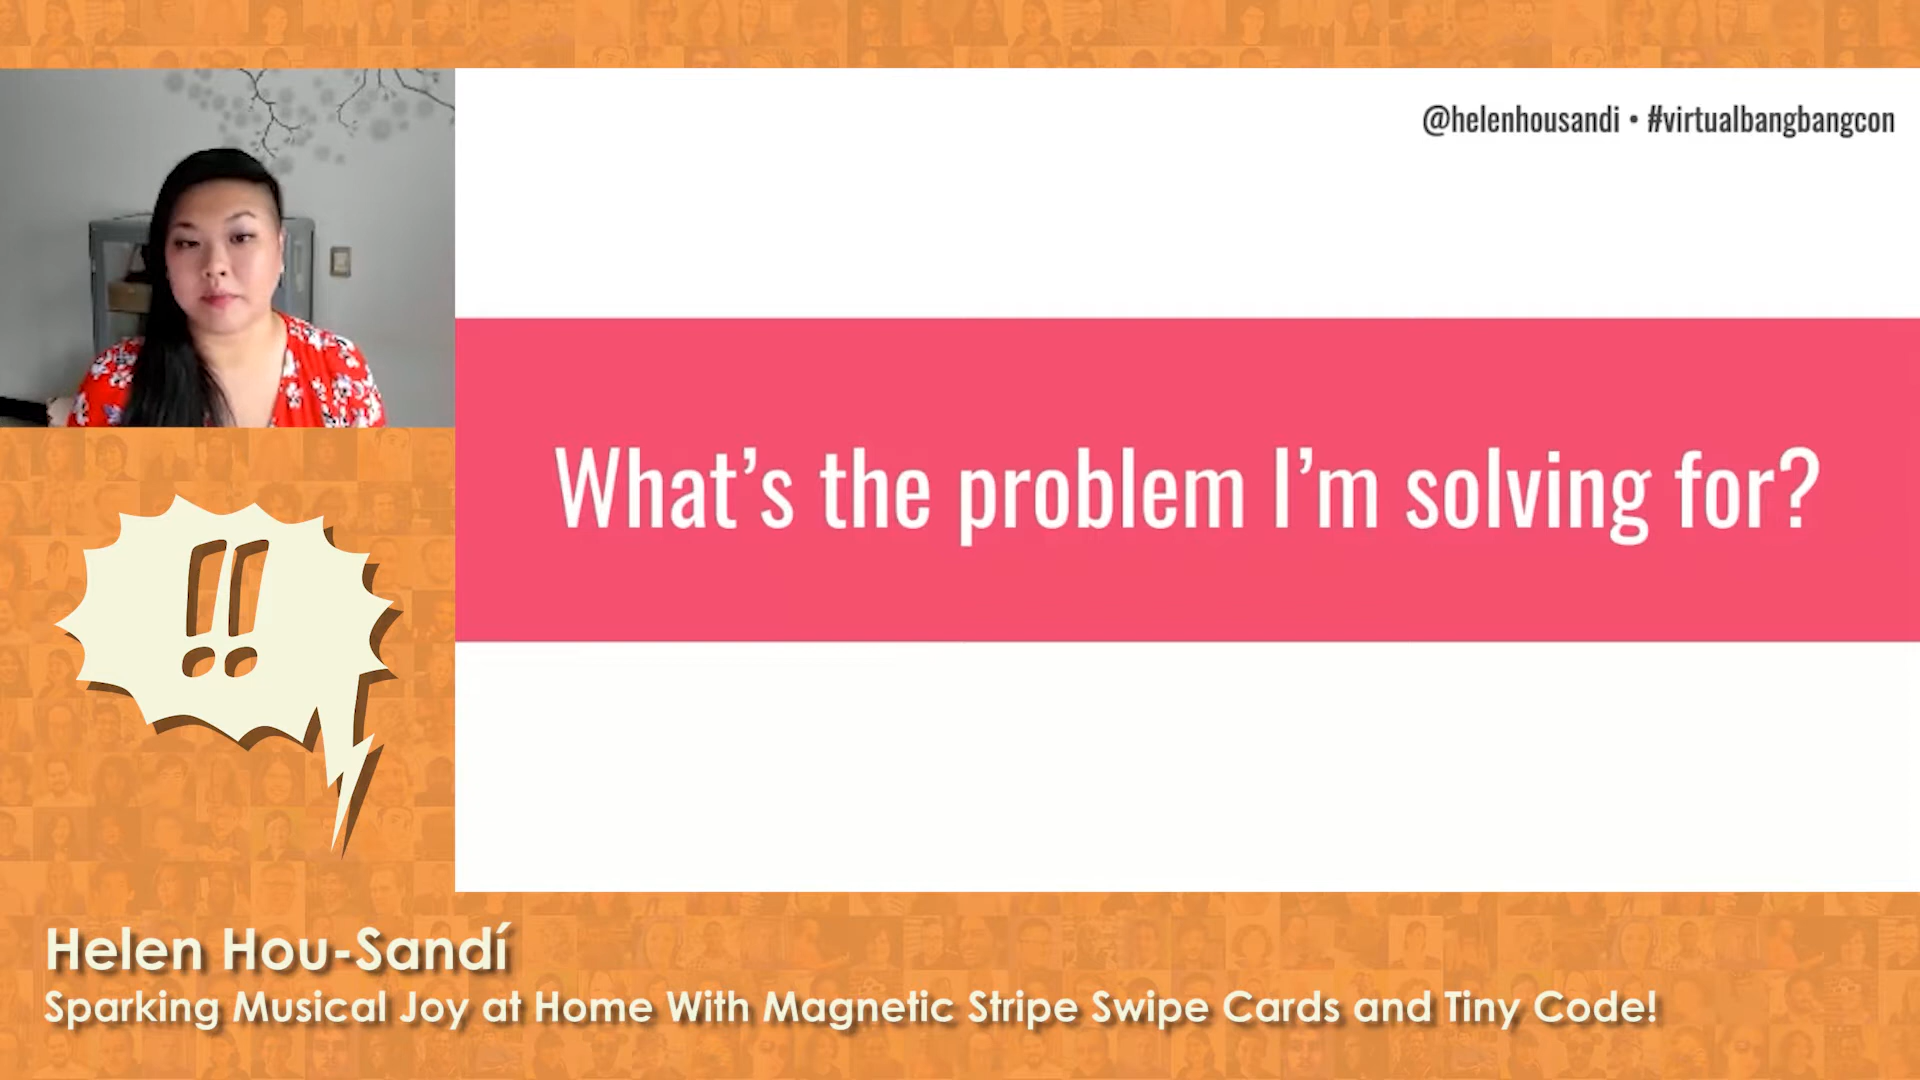 @helenhousandi • #virtualbangbangcon
What’s the problem I’m solving for?
!!
Helen Hou-Sandí
Sparking Musical Joy at Home With Magnetic Stripe Swipe Cards and Tiny Code!